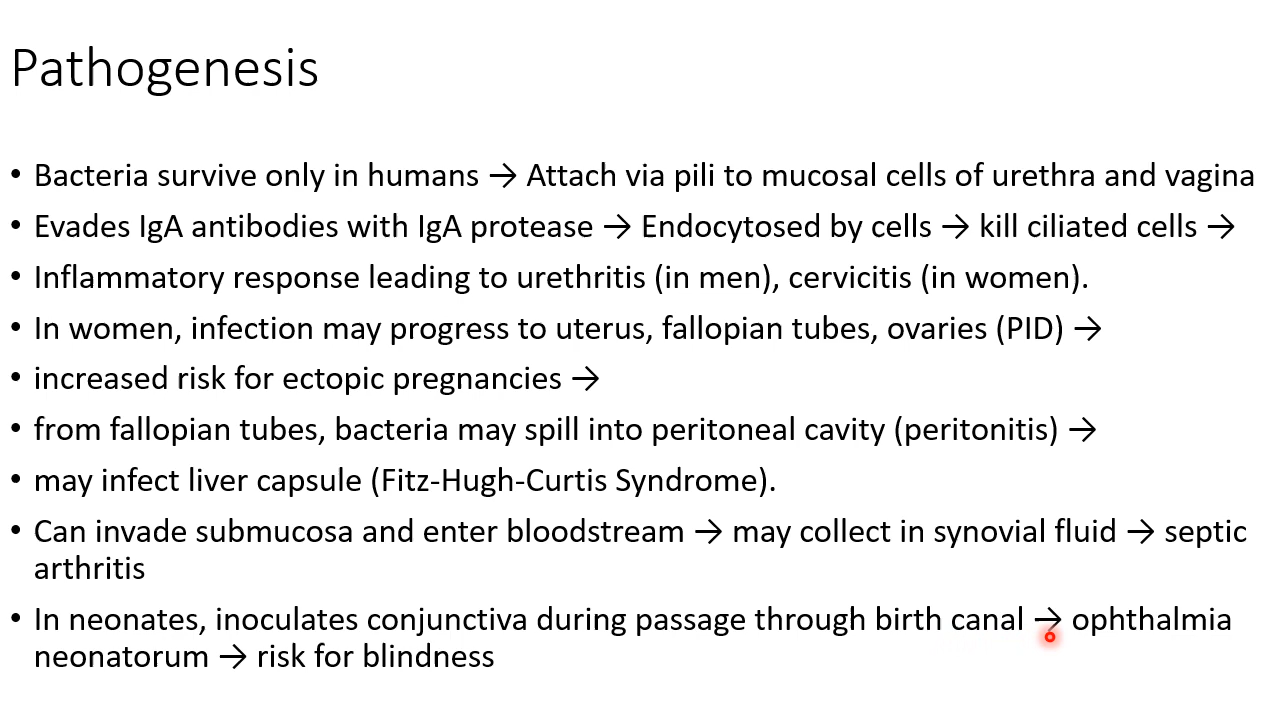 Pathogenesis
• Bacteria survive only in humans → Attach via pili to mucosal cells of urethra and vagina
• Evades IgA antibodies with IgA protease → Endocytosed by cells → kill ciliated cells →
• Inflammatory response leading to urethritis (in men), cervicitis (in women).
• In women, infection may progress to uterus, fallopian tubes, ovaries (PID) →
• increased risk for ectopic pregnancies →
• from fallopian tubes, bacteria may spill into peritoneal cavity (peritonitis) →
• may infect liver capsule (Fitz-Hugh-Curtis Syndrome).
• Can invade submucosa and enter bloodstream → may collect in synovial fluid → septic
arthritis
• In neonates, inoculates conjunctiva during passage through birth canal → ophthalmia
neonatorum → risk for blindness